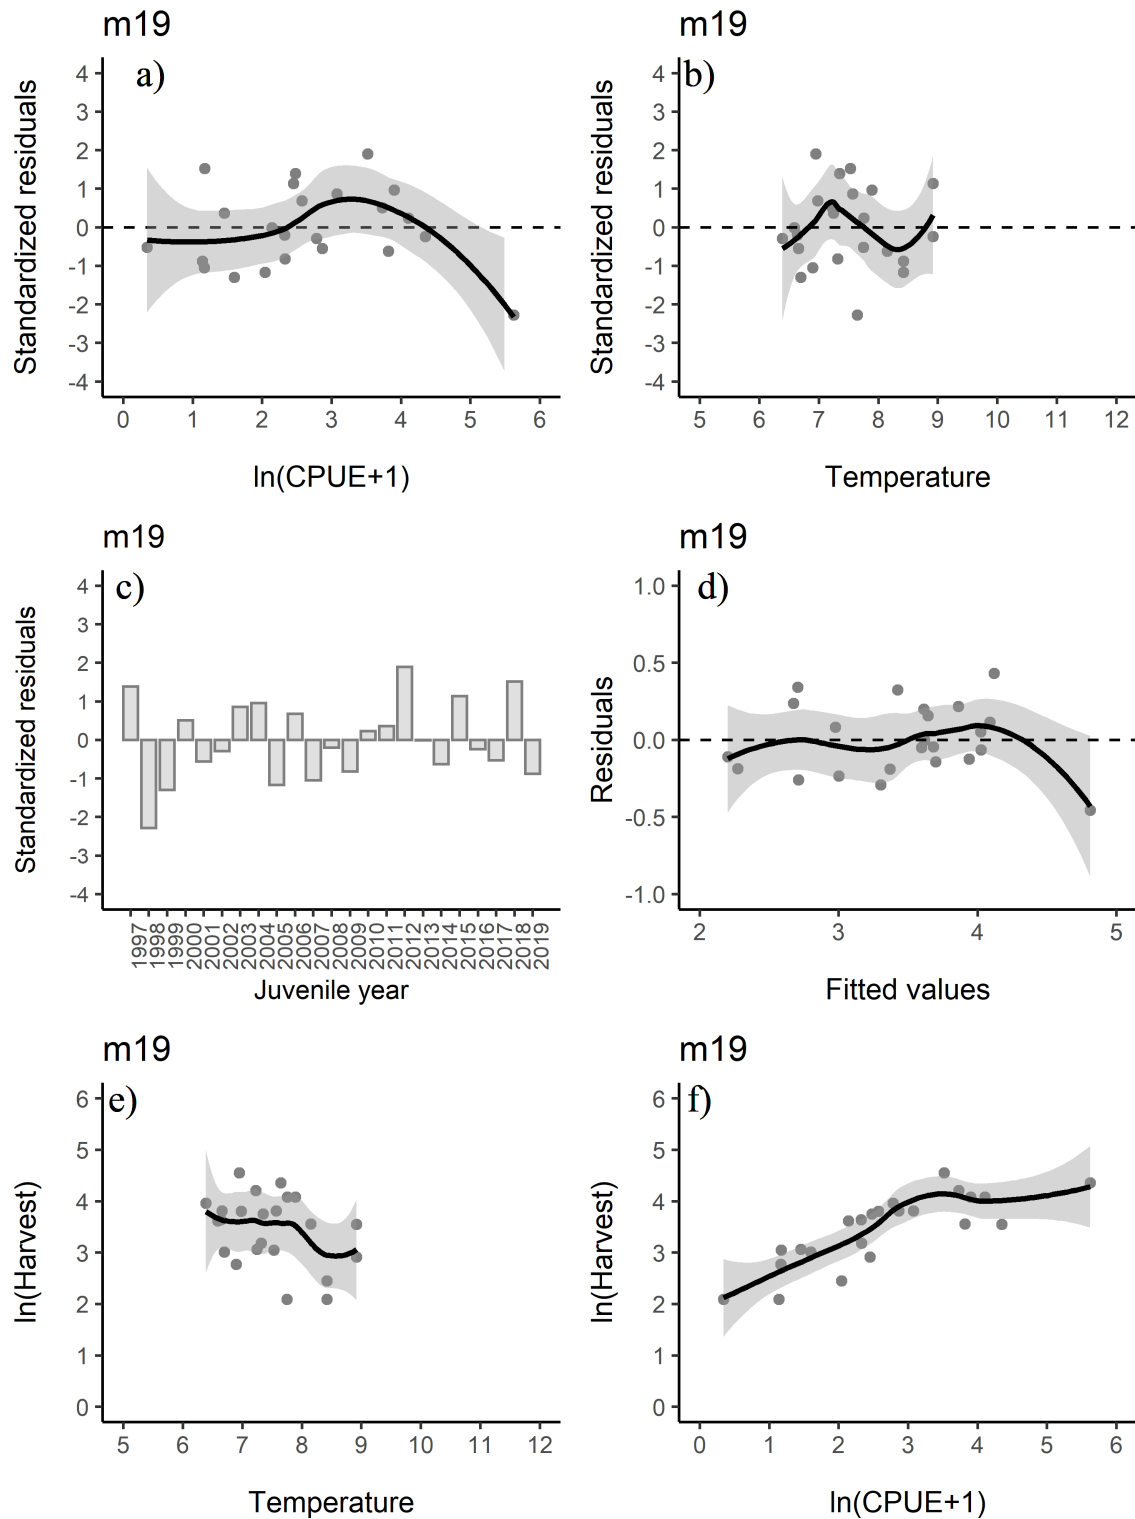 m19
a)
Standardized residuals
4
3
2
1
0
-1
-2
-3
-4
0 1 2 3 4 5 6
ln(CPUE+1)
m19
b)
Standardized residuals
4
3
2
1
0
-1
-2
-3
-4
5 6 7 8 9 10 11 12
Temperature
m19
c)
Standardized residuals
4
3
2
1
0
-1
-2
-3
-4
1997 1998 1999 2000 2001 2002 2003 2004 2005 2006 2007 2008 2009 2010 2011 2012 2013 2014 2015 2016 2017 2018 2019
Juvenile year
m19
d)
Residuals
1.0
0.5
0.0
-0.5
-1.0
2 3 4 5
Fitted values
m19
e)
ln(Harvest)
6
5
4
3
2
1
0
5 6 7 8 9 10 11 12
Temperature
m19
f)
ln(Harvest)
6
5
4
3
2
1
0
0 1 2 3 4 5 6
ln(CPUE+1)